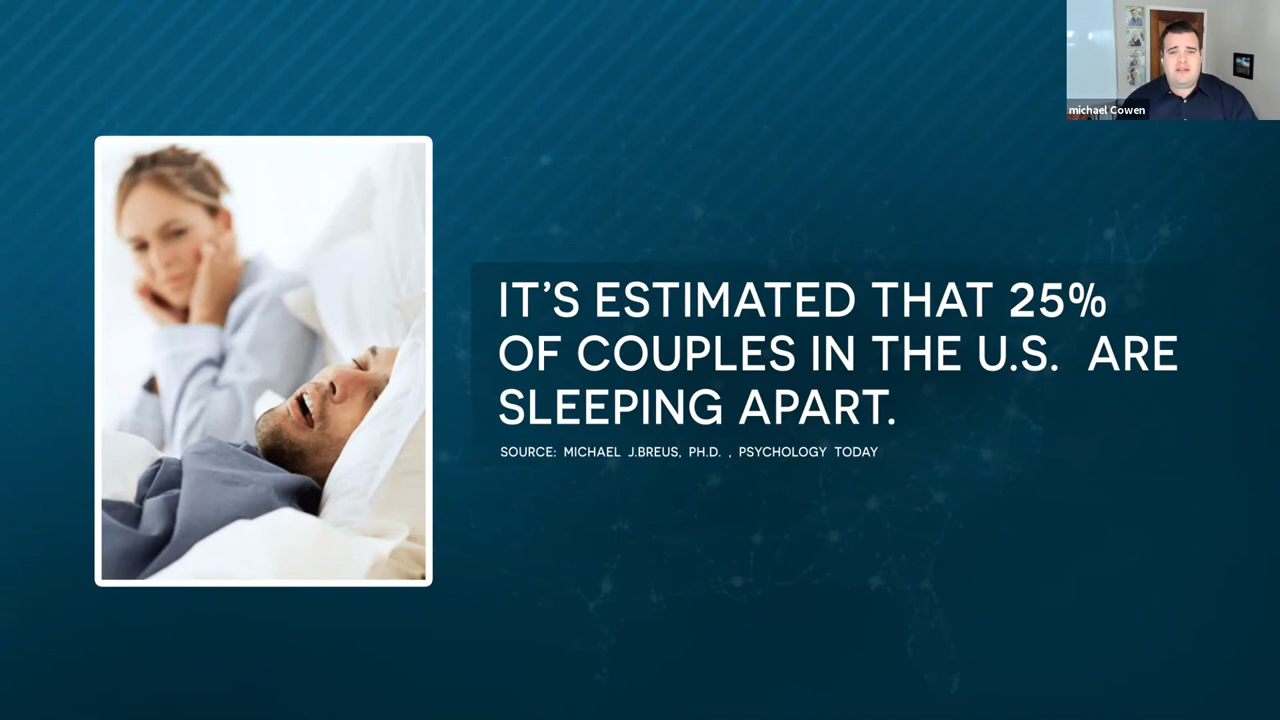 michael Cowen
IT'S ESTIMATED THAT 25%
OF COUPLES IN THE U.S. ARE
SLEEPING APART.
SOURCE: MICHAEL J.BREUS, PH.D. , PSYCHOLOGY TODAY